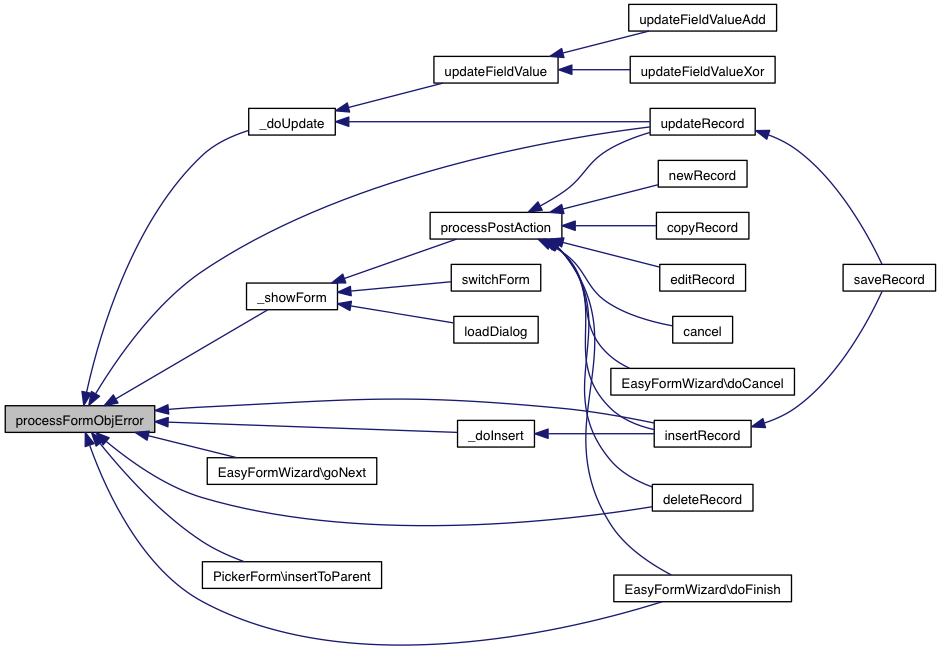 updateFieldValueAdd
updateFieldValue
updateFieldValueXor
_doUpdate
updateRecord
newRecord
processPostAction
copyRecord
switchForm
editRecord
saveRecord
_showForm
loadDialog
cancel
EasyFormWizard\doCancel
processFormObjError
_doInsert
insertRecord
EasyFormWizard\goNext
deleteRecord
PickerForm\insertToParent
EasyFormWizard\doFinish